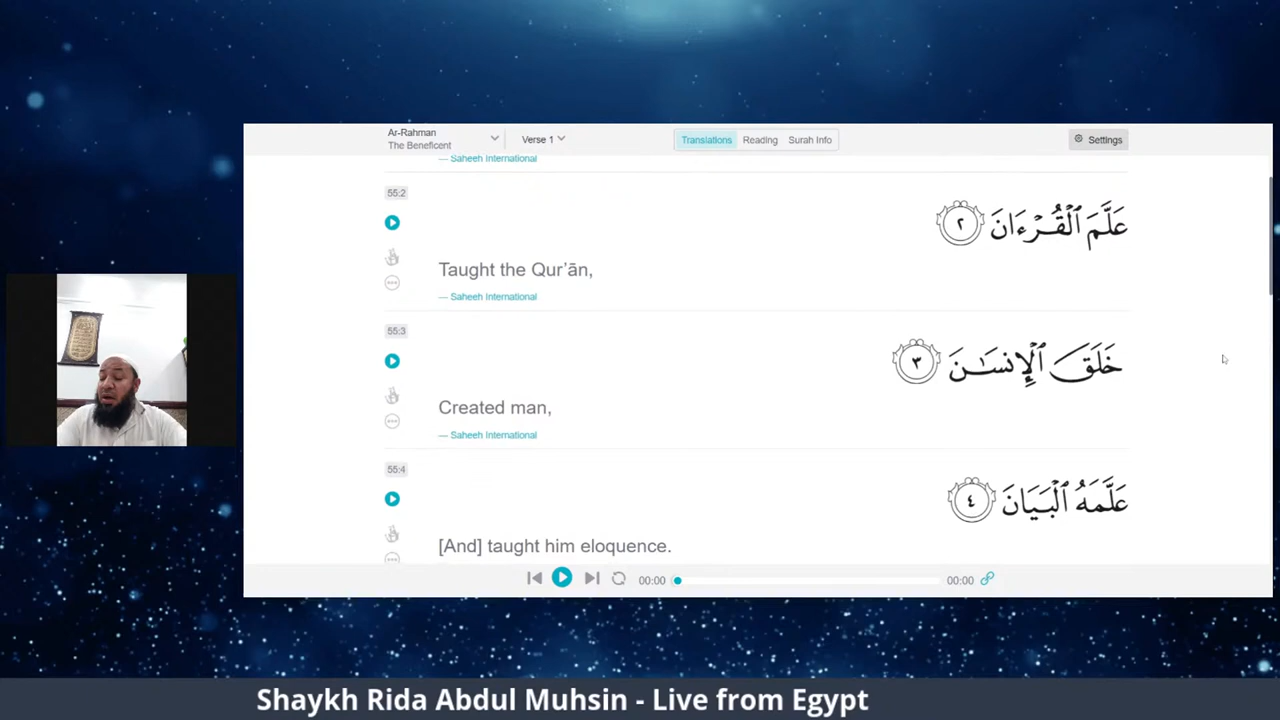 Ar-Rahman
The Beneficent
Verse 1
Translations Reading Surah Info
Settings
— Saheeh International
55:2
عَلَّمَ ٱلْقُرْءَانَ ٢
Taught the Qur’ān,
— Saheeh International
55:3
خَلَقَ ٱلْإِنسَـٰنَ ٣
Created man,
— Saheeh International
55:4
عَلَّمَهُ ٱلْبَيَانَ ٤
[And] taught him eloquence.
00:00 00:00
Shaykh Rida Abdul Muhsin - Live from Egypt